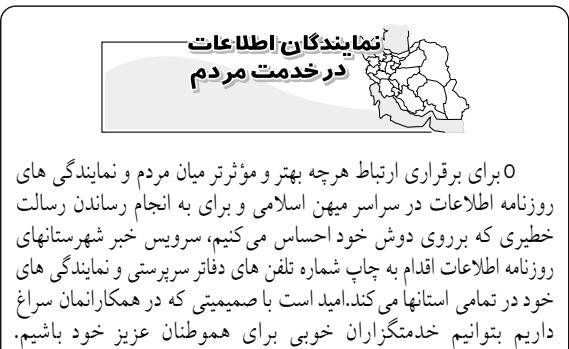 نمایندگان اطلاعات
در خدمت مردم
o برای برقراری ارتباط هرچه بهتر و مؤثرتر میان مردم و نمایندگی های
روزنامه اطلاعات در سراسر میهن اسلامی و برای به انجام رساندن رسالت
خطیری که برروی دوش خود احساس می‌کنیم، سرویس خبر شهرستانهای
روزنامه اطلاعات اقدام به چاپ شماره تلفن های دفاتر سرپرستی و نمایندگی های
خود در تمامی استانها می‌کند.امید است با صمیمیتی که در همکارانمان سراغ
داریم بتوانیم خدمتگزاران خوبی برای هموطنان عزیز خود باشیم.